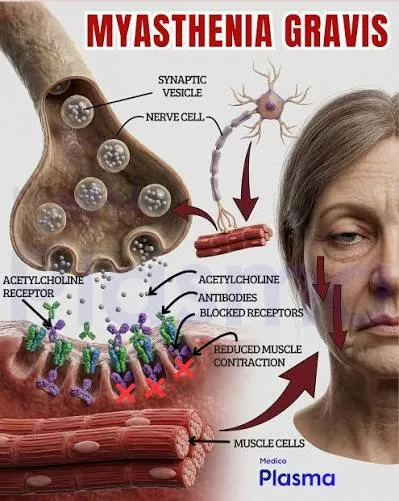 MYASTHENIA GRAVIS
SYNAPTIC
VESICLE
NERVE CELL
ACETYLCHOLINE
RECEPTOR
ACETYLCHOLINE
ANTIBODIES
BLOCKED RECEPTORS
REDUCED MUSCLE
CONTRACTION
MUSCLE CELLS
Medico
Plasma
Plasma